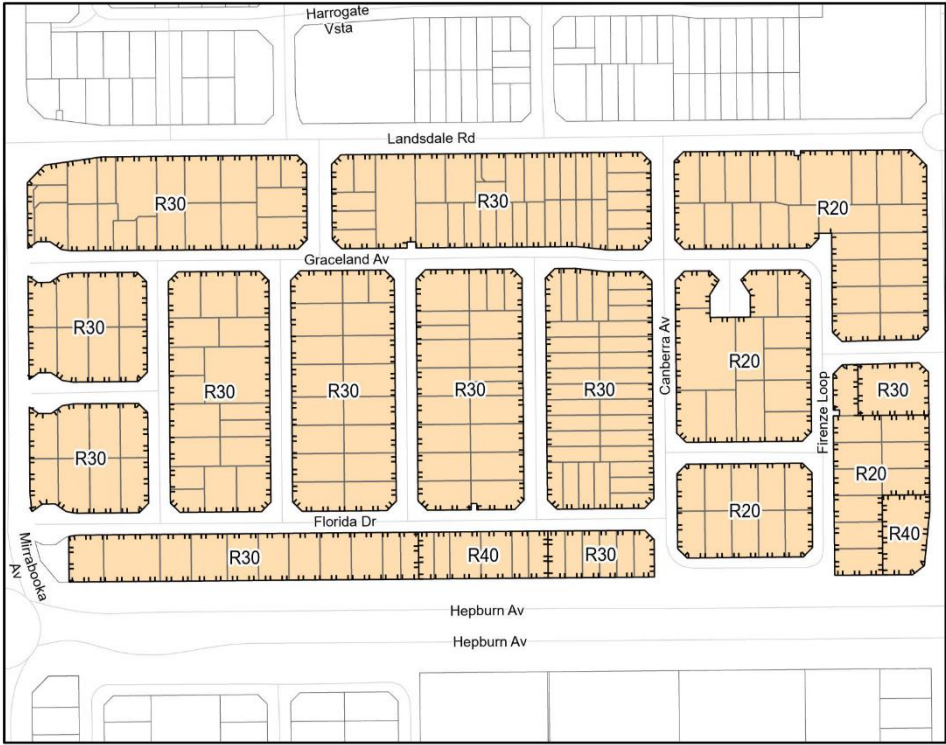 Harrogate
Vsta
Landsdale Rd
R30
R30
R20
Graceland Av
R30
R30
R30
R30
R30
Canberra Av
R20
Firenze Loop
R30
R30
R20
R20
R40
Florida Dr
R30
R40
R30
Mirrabooka
Av
Hepburn Av
Hepburn Av